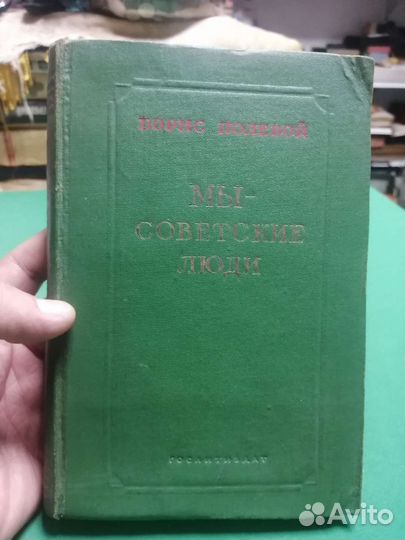 БОРИС ПОЛЕВОЙ
МЫ-
СОВЕТСКИЕ
ЛЮДИ
ГОСЛИТИЗДАТ
Avito